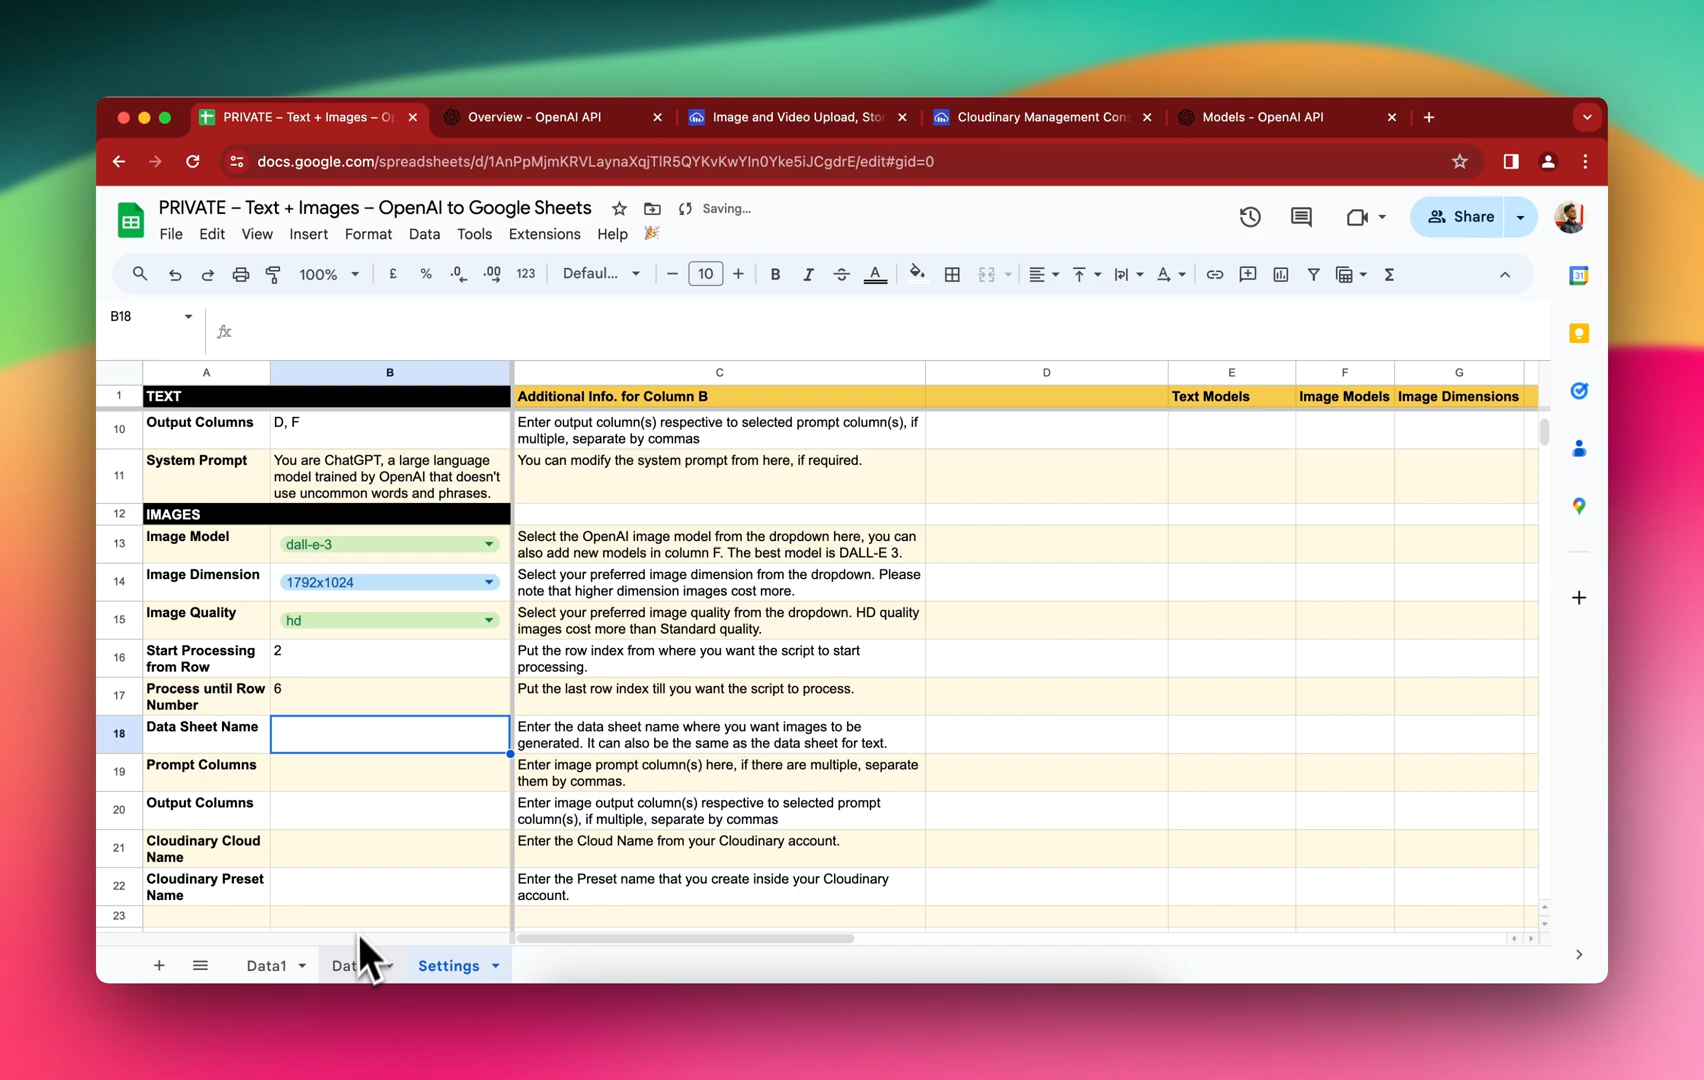 PRIVATE – Text + Images – Op
Overview - OpenAI API
Image and Video Upload, Stor
Cloudinary Management Cons
Models - OpenAI API
docs.google.com/spreadsheets/d/1AnPpMjmKRVLaynaXqjTlR5QYKvKwYIn0Yke5iJCgdrE/edit#gid=0
PRIVATE – Text + Images – OpenAI to Google Sheets
Saving...
File Edit View Insert Format Data Tools Extensions Help
Share
100% £ % .0 .00 123 Defaul... 10 B I S A
31
B18
fx
A B C D E F G
1 TEXT Additional Info. for Column B Text Models Image Models Image Dimensions
10 Output Columns D, F Enter output column(s) respective to selected prompt column(s), if
multiple, separate by commas
11 System Prompt You are ChatGPT, a large language You can modify the system prompt from here, if required.
model trained by OpenAI that doesn't
use uncommon words and phrases.
12 IMAGES
13 Image Model dall-e-3 Select the OpenAI image model from the dropdown here, you can
also add new models in column F. The best model is DALL-E 3.
14 Image Dimension 1792x1024 Select your preferred image dimension from the dropdown. Please
note that higher dimension images cost more.
15 Image Quality hd Select your preferred image quality from the dropdown. HD quality
images cost more than Standard quality.
16 Start Processing 2 Put the row index from where you want the script to start
from Row processing.
17 Process until Row 6 Put the last row index till you want the script to process.
Number
18 Data Sheet Name Enter the data sheet name where you want images to be
generated. It can also be the same as the data sheet for text.
19 Prompt Columns Enter image prompt column(s) here, if there are multiple, separate
them by commas.
20 Output Columns Enter image output column(s) respective to selected prompt
column(s), if multiple, separate by commas
21 Cloudinary Cloud Enter the Cloud Name from your Cloudinary account.
Name
22 Cloudinary Preset Enter the Preset name that you create inside your Cloudinary
Name account.
23
Data1 Dat Settings